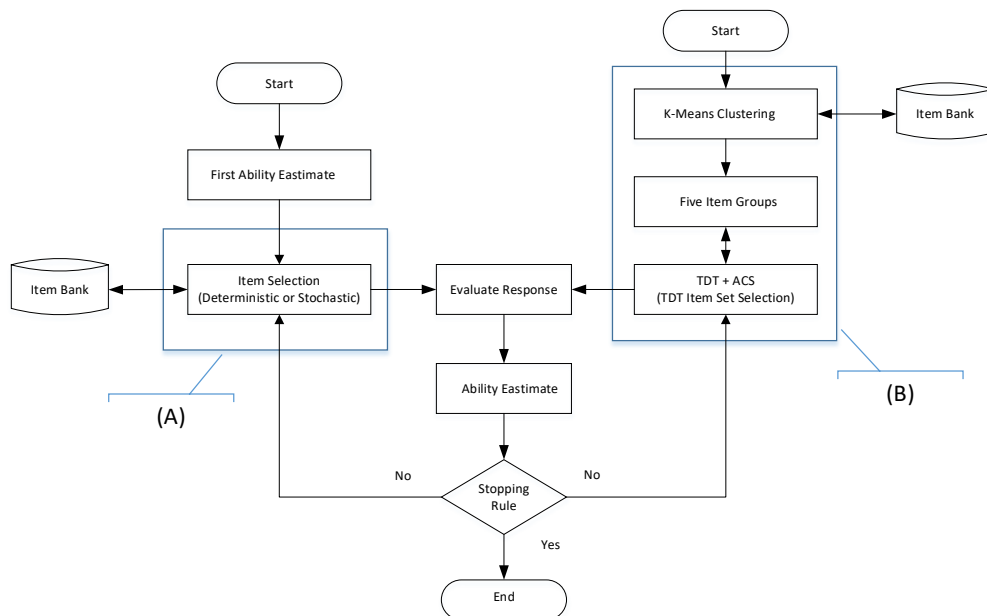 Start
Start
K-Means Clustering
Item Bank
First Ability Eastimate
Five Item Groups
Item Bank
Item Selection
(Deterministic or Stochastic)
Evaluate Response
TDT + ACS
(TDT Item Set Selection)
Ability Eastimate
(A)
(B)
No
Stopping
Rule
No
Yes
End